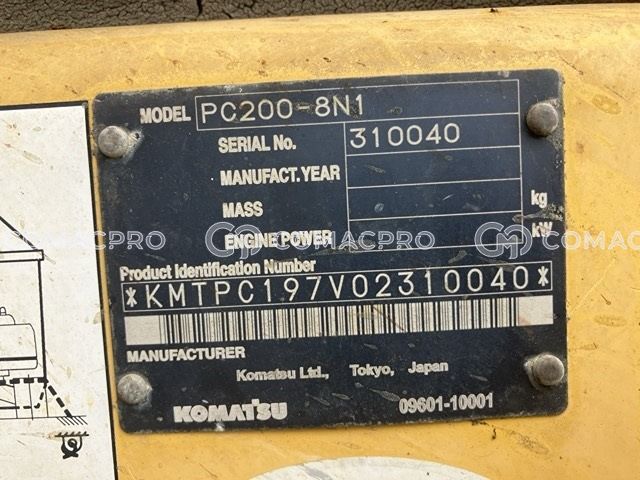 MODEL PC200-8N1
SERIAL No. 310040
MANUFACT.YEAR
MASS kg
ENGINE POWER kW
COMACPRO COMACPRO COMACPRO
Product Identification Number
*KMTPC197V02310040*
MANUFACTURER
Komatsu Ltd., Tokyo, Japan
KOMATSU 09601-10001